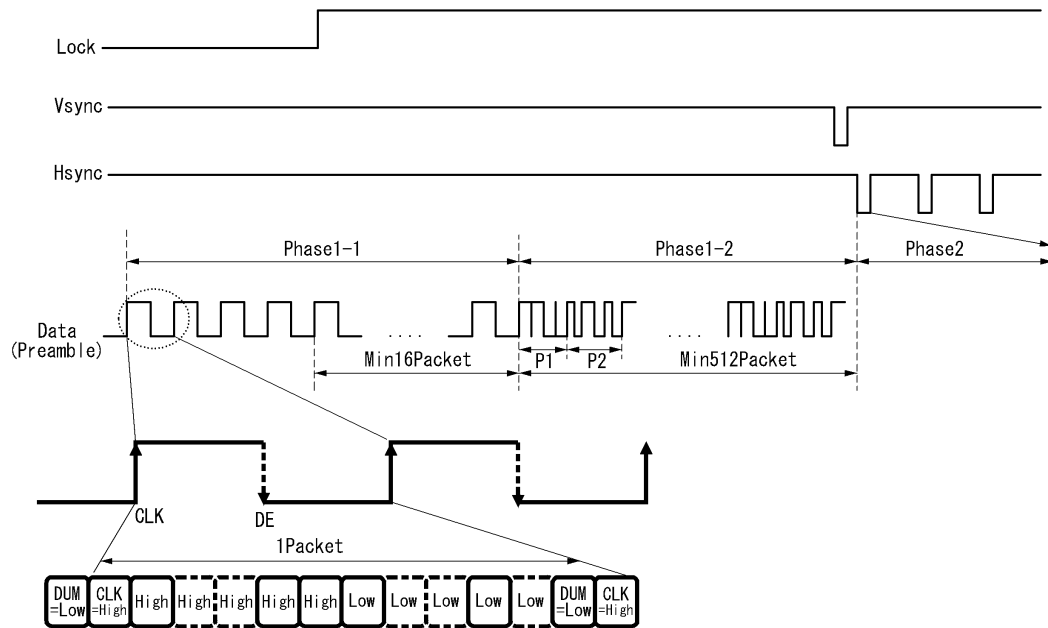 Lock
Vsync
Hsync
Phase1-1
Phase1-2
Phase2
Data
(Preamble)
....
....
P1
P2
Min16Packet
Min512Packet
CLK
DE
1Packet
DUM
=Low
CLK
=High
High
High
High
High
High
Low
Low
Low
Low
Low
DUM
=Low
CLK
=High